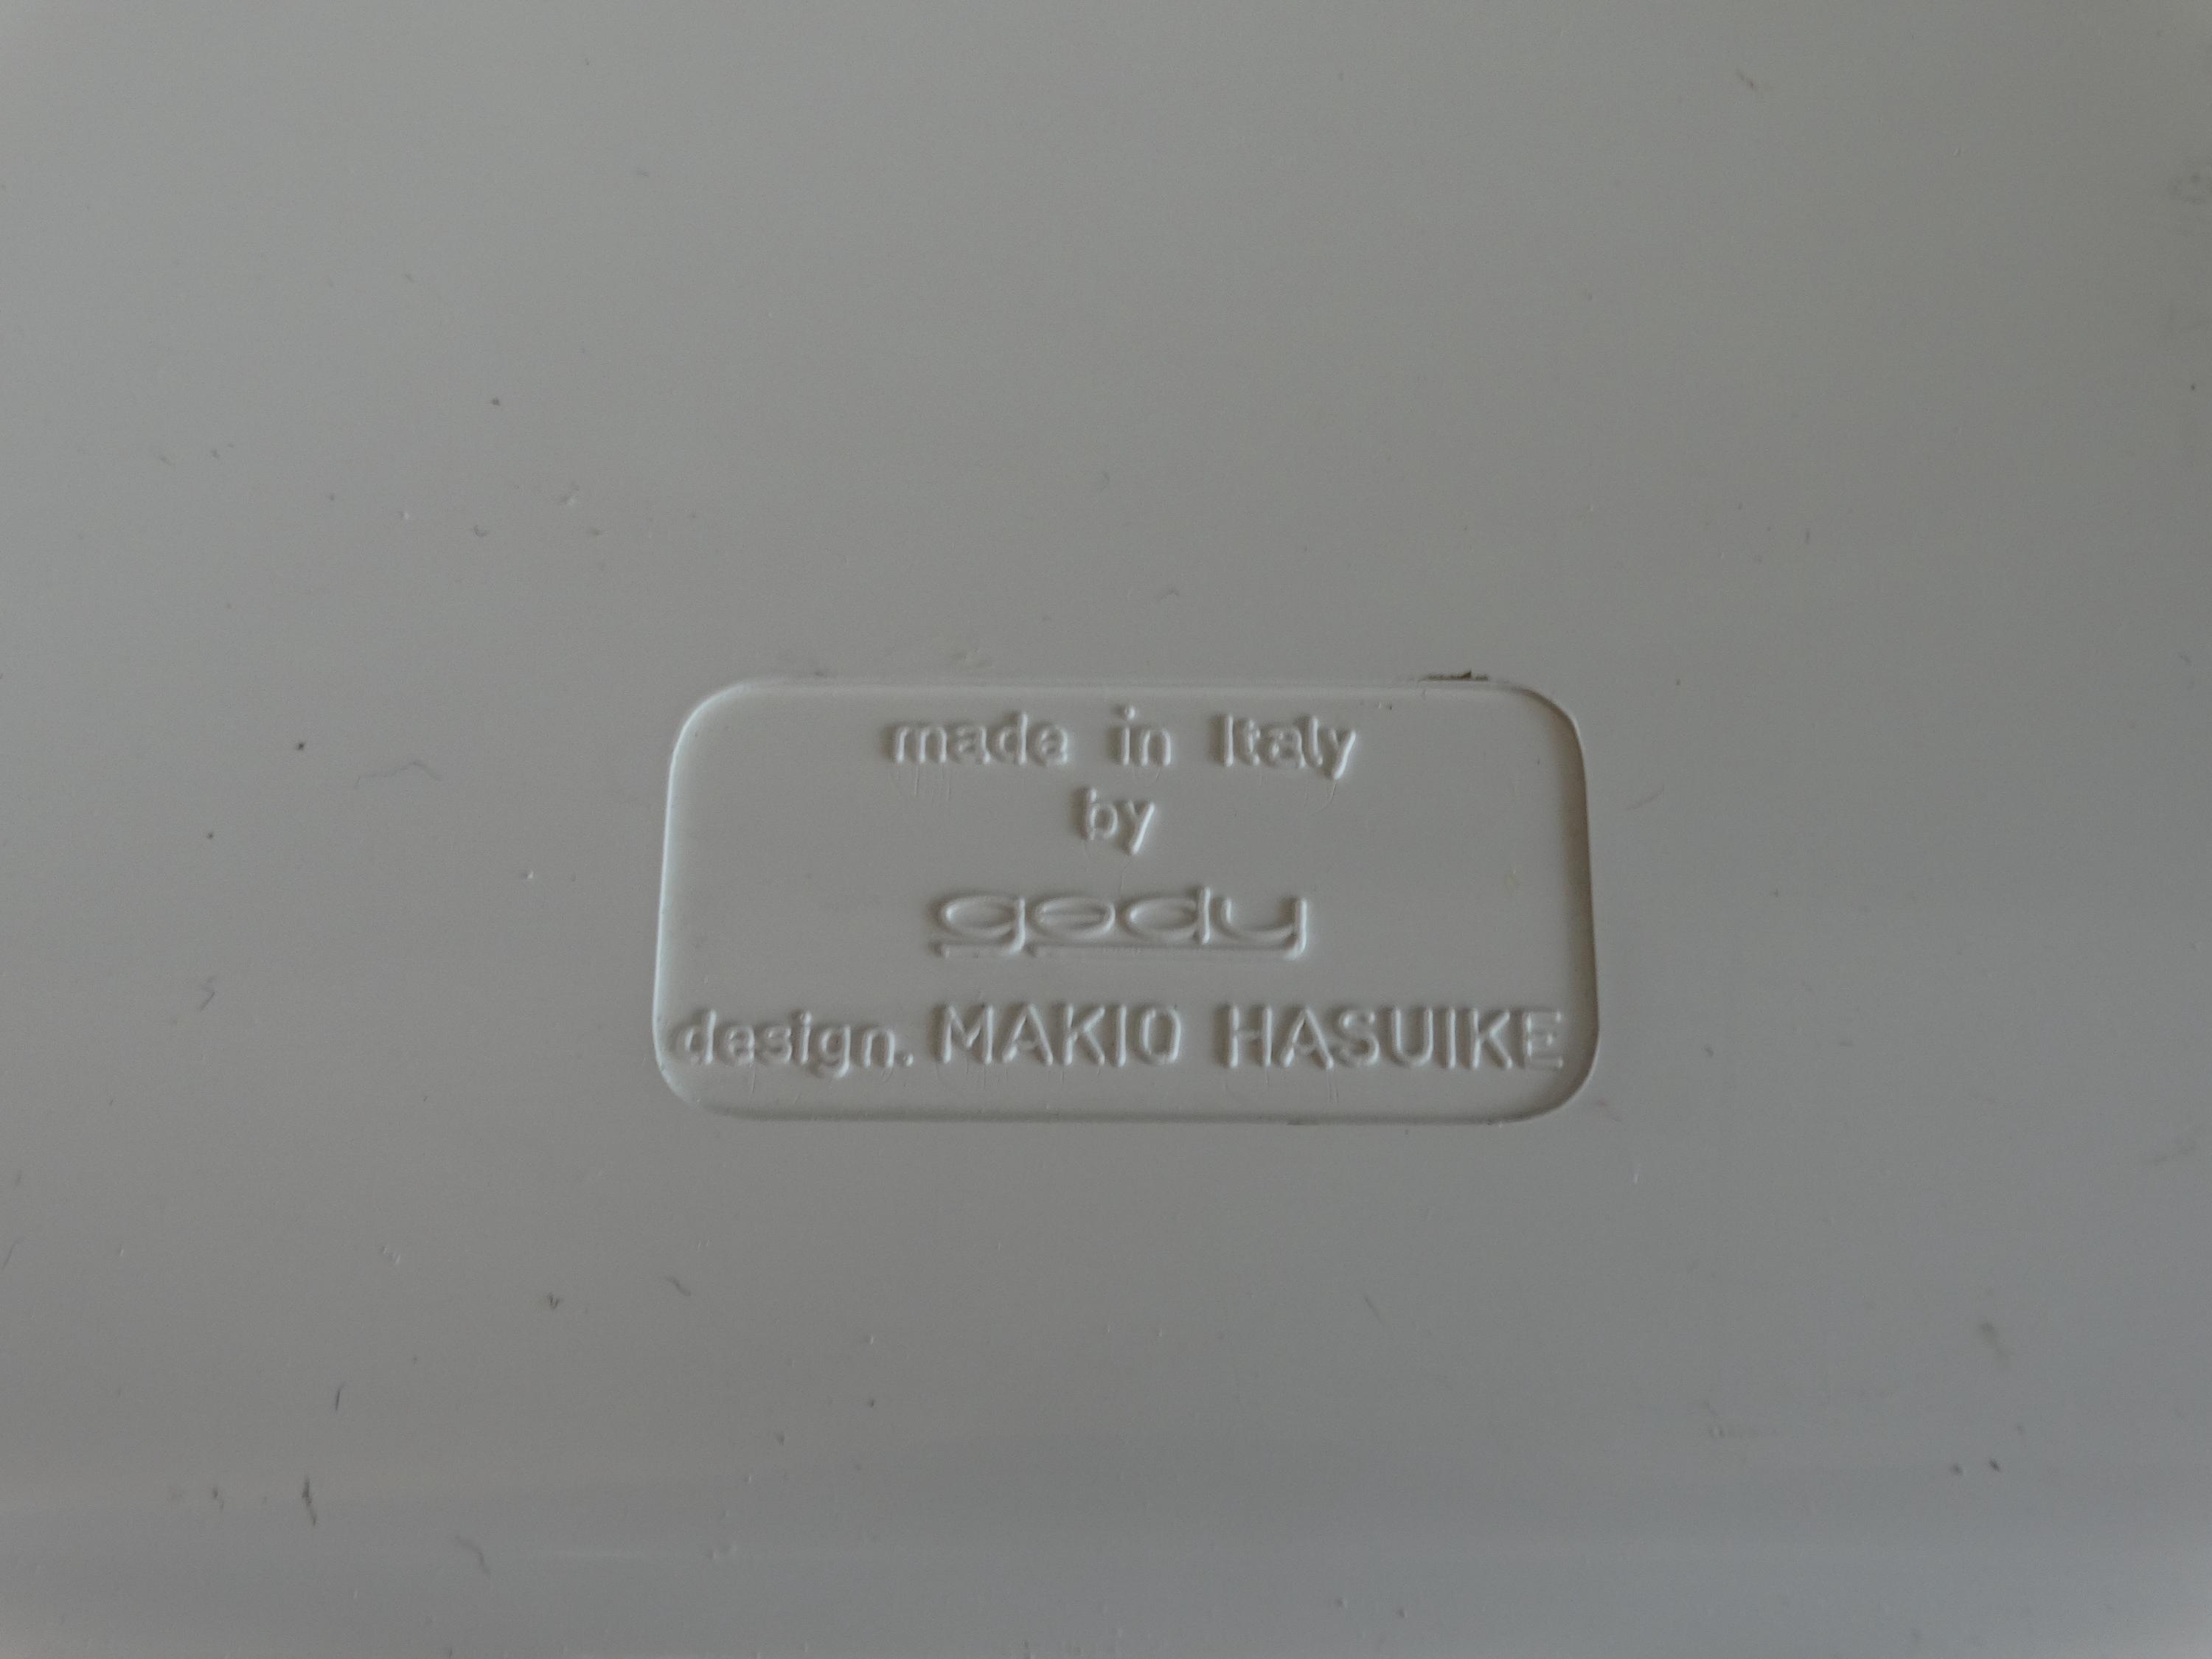 made in Italy
by
gedy
design. MAKIO HASUIKE